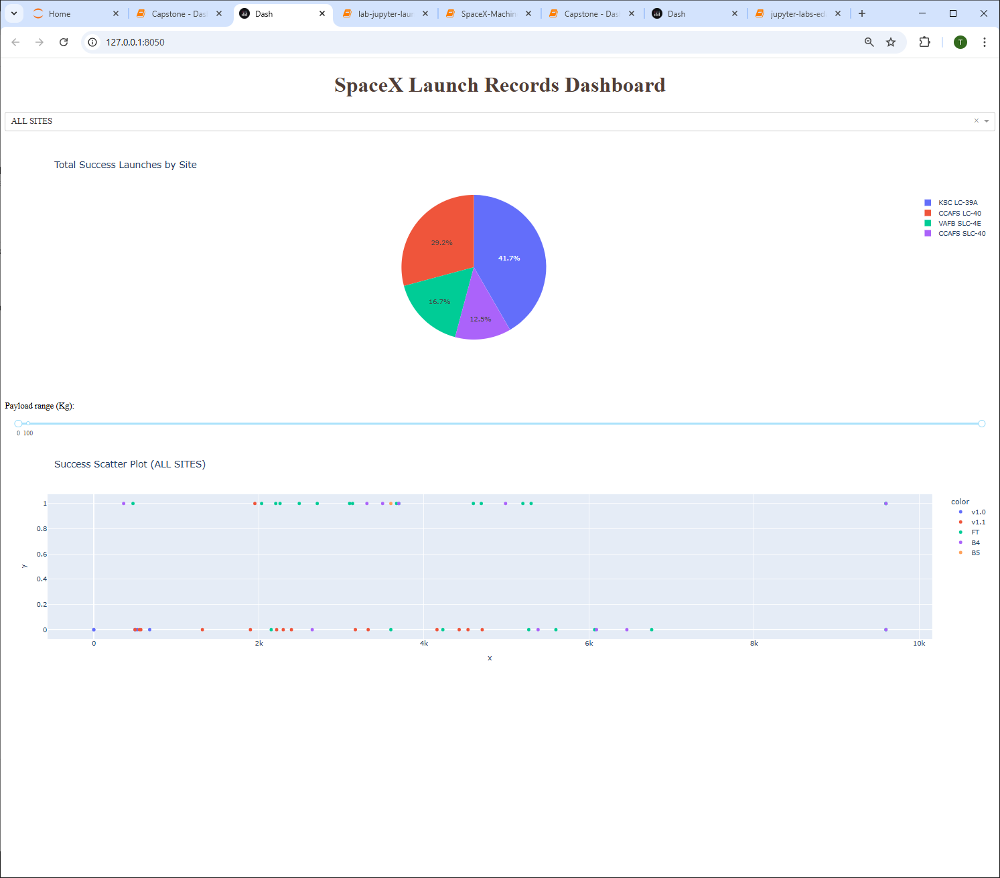 Home
Capstone - Das
Dash
lab-jupyter-laun
SpaceX-Machin
Capstone - Das
Dash
jupyter-labs-ed
127.0.0.1:8050
T
SpaceX Launch Records Dashboard
ALL SITES
Total Success Launches by Site
KSC LC-39A
CCAFS LC-40
VAFB SLC-4E
CCAFS SLC-40
29.2%
41.7%
16.7%
12.5%
Payload range (Kg):
0 100
Success Scatter Plot (ALL SITES)
color
v1.0
v1.1
FT
B4
B5
1
0.8
0.6
0.4
0.2
0
y
0 2k 4k 6k 8k 10k
x